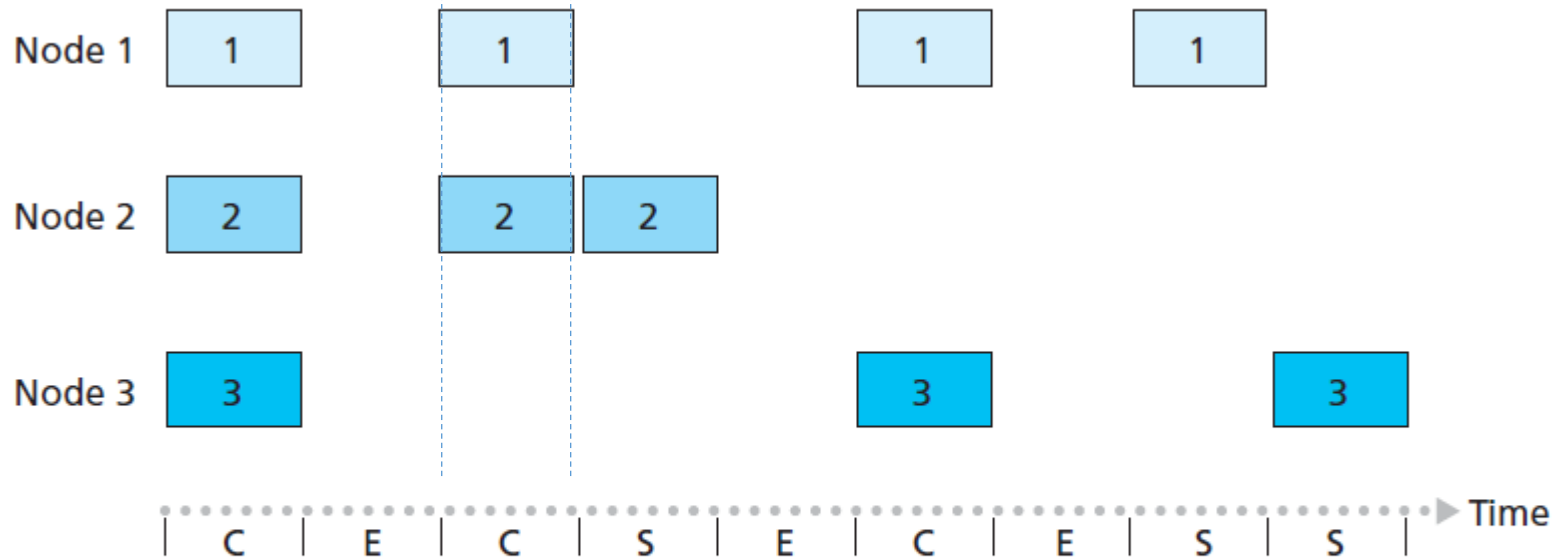 Node 1 1 1 1 1
Node 2 2 2 2
Node 3 3 3 3
Time
C E C S E C E S S